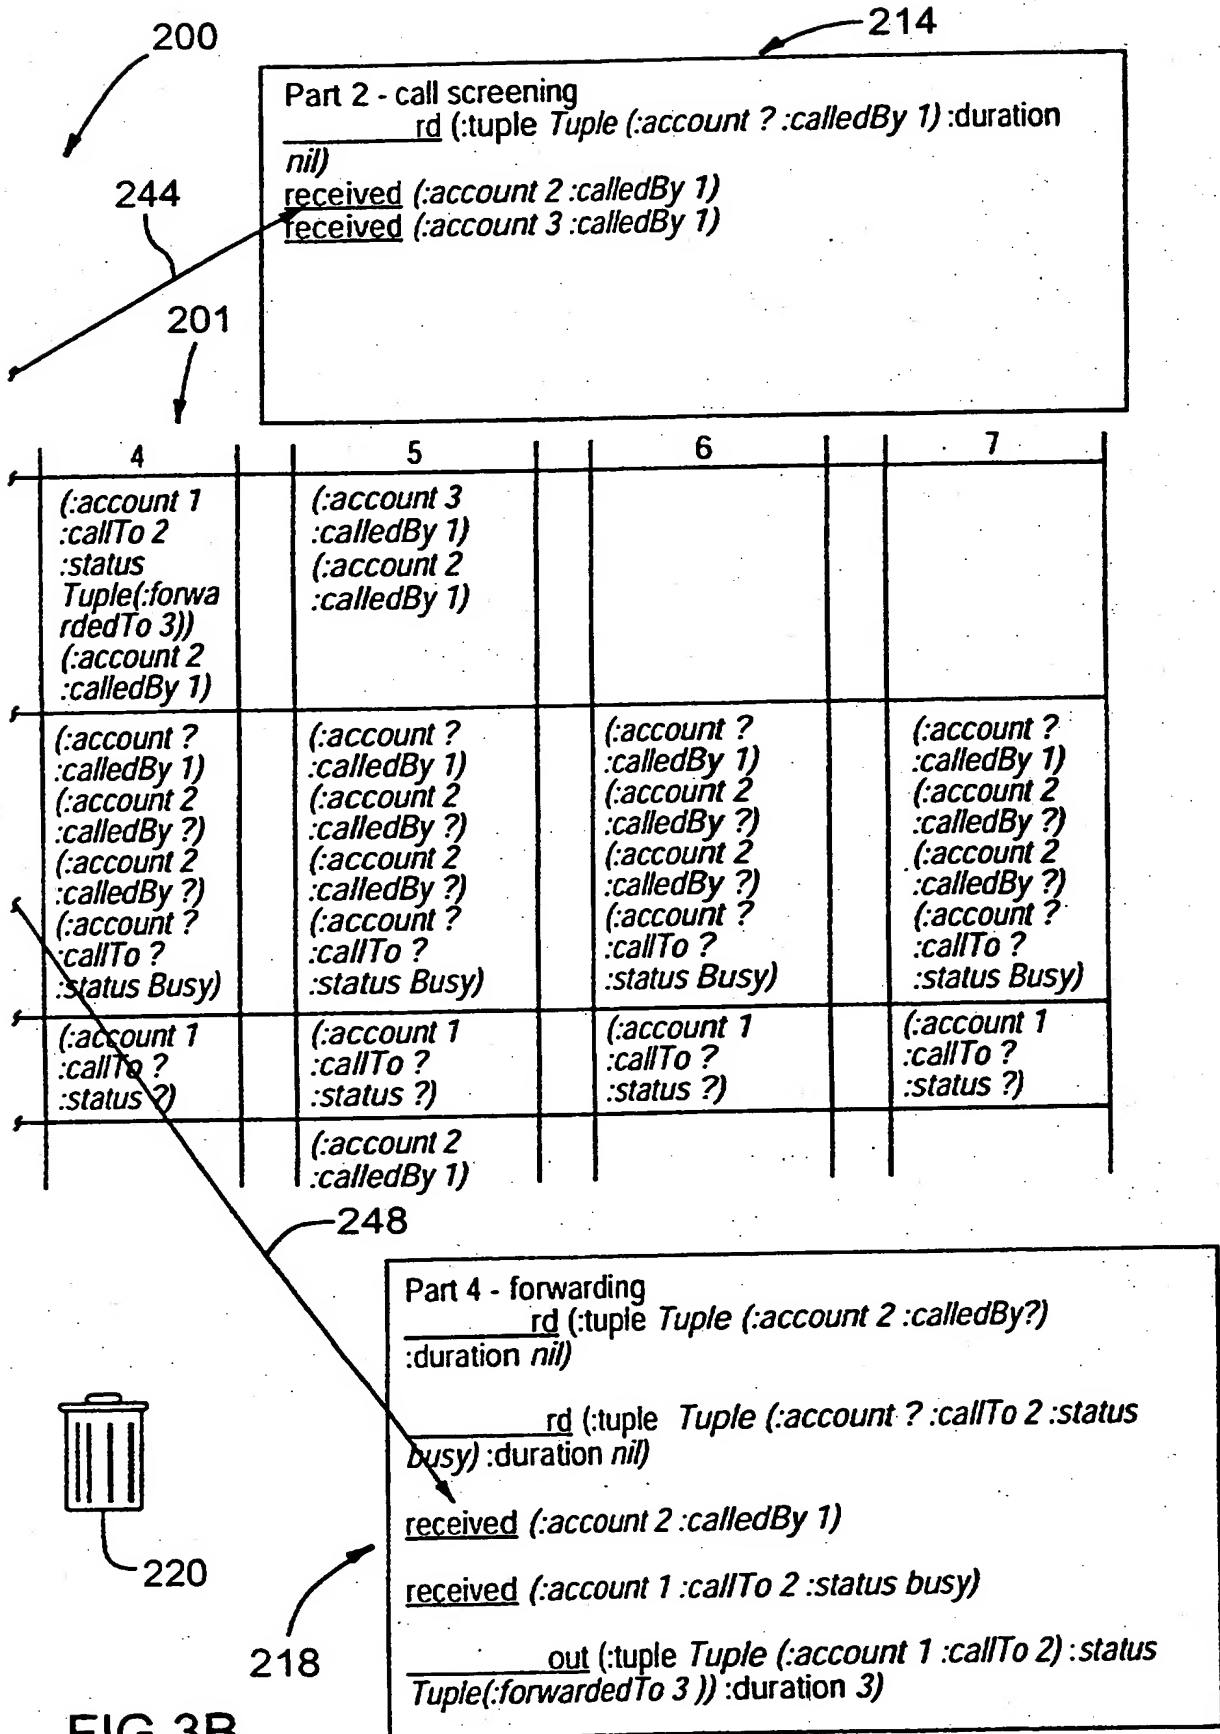 200
214
Part 2 - call screening
rd (:tuple Tuple (:account ? :calledBy 1) :duration
nil)
received (:account 2 :calledBy 1)
received (:account 3 :calledBy 1)
244
201
4 5 6 7
(:account 1
:callTo 2
:status
Tuple(:forwa
rdedTo 3))
(:account 2
:calledBy 1)
(:account 3
:calledBy 1)
(:account 2
:calledBy 1)
(:account ?
:calledBy 1)
(:account 2
:calledBy ?)
(:account 2
:calledBy ?)
(:account ?
:callTo ?
:status Busy)
(:account ?
:calledBy 1)
(:account 2
:calledBy ?)
(:account 2
:calledBy ?)
(:account ?
:callTo ?
:status Busy)
(:account ?
:calledBy 1)
(:account 2
:calledBy ?)
(:account 2
:calledBy ?)
(:account ?
:callTo ?
:status Busy)
(:account ?
:calledBy 1)
(:account 2
:calledBy ?)
(:account 2
:calledBy ?)
(:account ?
:callTo ?
:status Busy)
(:account 1
:callTo ?
:status ?)
(:account 1
:callTo ?
:status ?)
(:account 1
:callTo ?
:status ?)
(:account 1
:callTo ?
:status ?)
(:account 2
:calledBy 1)
248
Part 4 - forwarding
rd (:tuple Tuple (:account 2 :calledBy?)
:duration nil)
rd (:tuple Tuple (:account ? :callTo 2 :status
busy) :duration nil)
received (:account 2 :calledBy 1)
received (:account 1 :callTo 2 :status busy)
out (:tuple Tuple (:account 1 :callTo 2) :status
Tuple(:forwardedTo 3 )) :duration 3)
220
218
FIG 3B